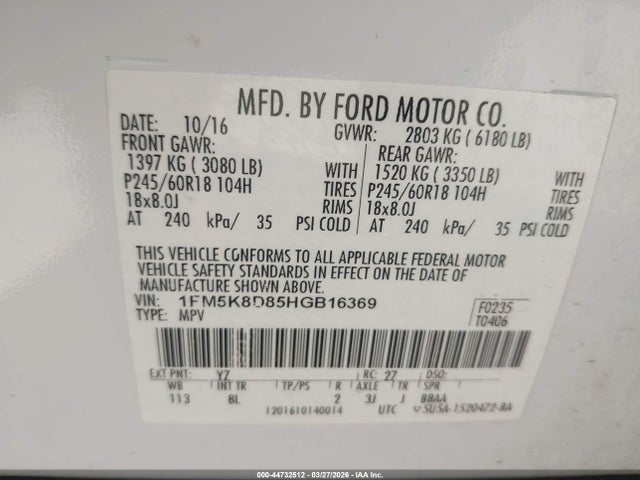 MFD. BY FORD MOTOR CO.
DATE: 10/16 GVWR: 2803 KG ( 6180 LB)
FRONT GAWR: REAR GAWR:
1397 KG ( 3080 LB) WITH 1520 KG ( 3350 LB) WITH
P245/60R18 104H TIRES P245/60R18 104H TIRES
18x8.0J RIMS 18x8.0J RIMS
AT 240 kPa/ 35 PSI COLD AT 240 kPa/ 35 PSI COLD
THIS VEHICLE CONFORMS TO ALL APPLICABLE FEDERAL MOTOR
VEHICLE SAFETY STANDARDS IN EFFECT ON THE DATE OF
MANUFACTURE SHOWN ABOVE.
VIN: 1FM5K8D85HGB16369 F0235
TYPE: MPV T0406
EXT PNT: YZ RC: 27 DSO:
WB INT TR TP/PS R AXLE TR SPR
113 8L 2 3J J BBAA
1201610140014 UTC 5U5A-1520472-BA
000-44732512 - 03/27/2026 - IAA Inc.